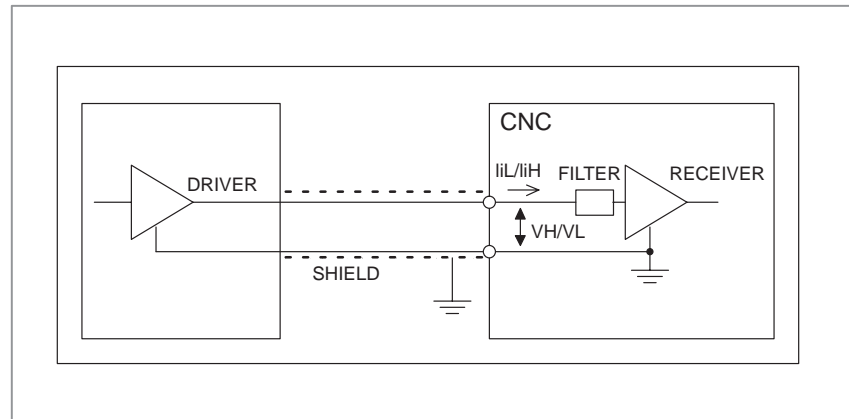 CNC
IiL/IiH
FILTER
RECEIVER
DRIVER
VH/VL
SHIELD